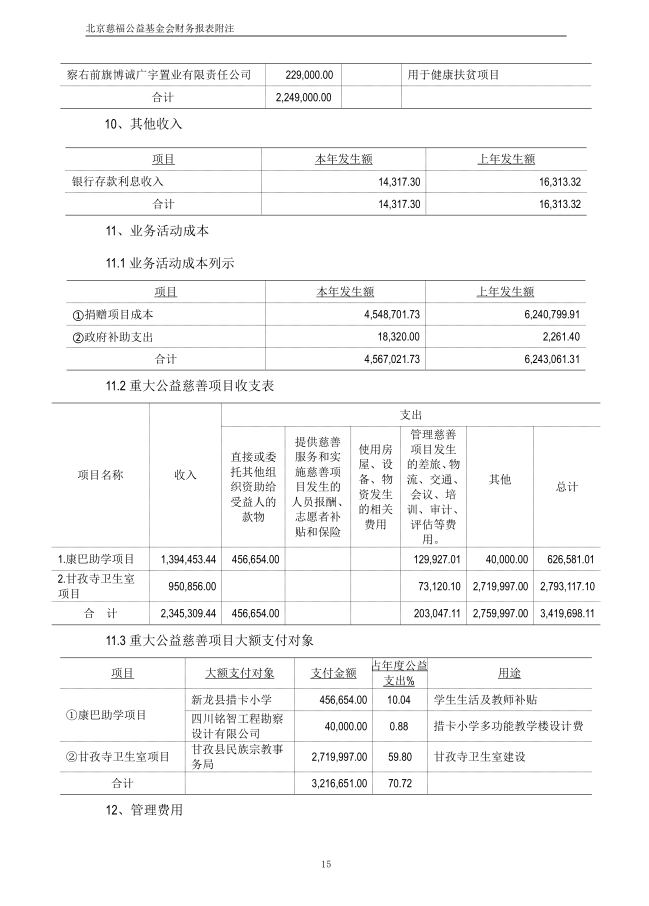 北京慈福公益基金会财务报表附注
察右前旗博诚广宇置业有限责任公司 229,000.00 用于健康扶贫项目
合计 2,249,000.00
10、其他收入
项目 本年发生额 上年发生额
银行存款利息收入 14,317.30 16,313.32
合计 14,317.30 16,313.32
11、业务活动成本
11.1 业务活动成本列示
项目 本年发生额 上年发生额
①捐赠项目成本 4,548,701.73 6,240,799.91
②政府补助支出 18,320.00 2,261.40
合计 4,567,021.73 6,243,061.31
11.2 重大公益慈善项目收支表
项目名称 收入 支出
直接或委
托其他组
织资助给
受益人的
款物
提供慈善
服务和实
施慈善项
目发生的
人员报酬、
志愿者补
贴和保险
使用房
屋、设
备、物
资发生
的相关
费用
管理慈善
项目发生
的差旅、物
流、交通、
会议、培
训、审计、
评估等费
用。
其他
总计
1.康巴助学项目 1,394,453.44 456,654.00 129,927.01 40,000.00 626,581.01
2.甘孜寺卫生室
项目 950,856.00 73,120.10 2,719,997.00 2,793,117.10
合 计 2,345,309.44 456,654.00 203,047.11 2,759,997.00 3,419,698.11
11.3 重大公益慈善项目大额支付对象
项目 大额支付对象 支付金额 占年度公益
支出% 用途
①康巴助学项目 新龙县措卡小学 456,654.00 10.04 学生生活及教师补贴
四川铭智工程勘察
设计有限公司 40,000.00 0.88 措卡小学多功能教学楼设计费
②甘孜寺卫生室项目 甘孜县民族宗教事
务局 2,719,997.00 59.80 甘孜寺卫生室建设
合计 3,216,651.00 70.72
12、管理费用
15